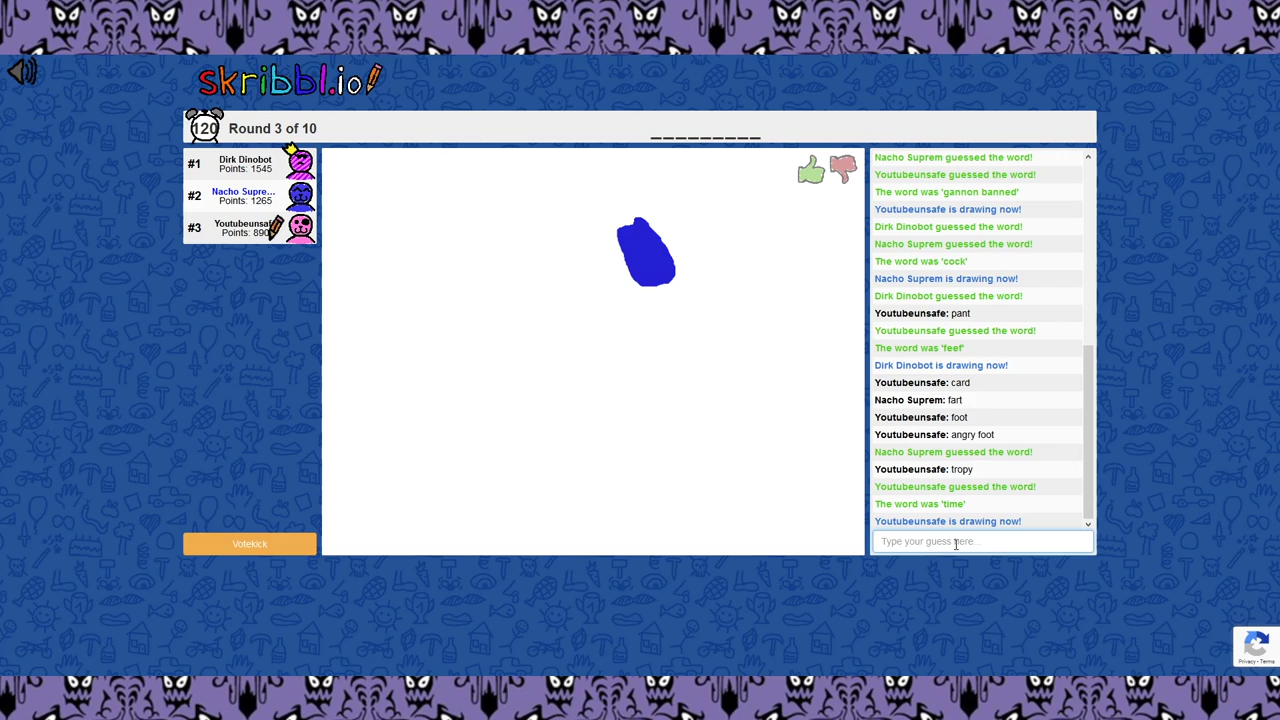 skribbl.io
120
Round 3 of 10
_________
#1
Dirk Dinobot
Points: 1545
#2
Nacho Supre...
Points: 1265
#3
Youtubeunsaf
Points: 890
Votekick
Nacho Suprem guessed the word!
Youtubeunsafe guessed the word!
The word was 'gannon banned'
Youtubeunsafe is drawing now!
Dirk Dinobot guessed the word!
Nacho Suprem guessed the word!
The word was 'cock'
Nacho Suprem is drawing now!
Dirk Dinobot guessed the word!
Youtubeunsafe: pant
Youtubeunsafe guessed the word!
The word was 'feef'
Dirk Dinobot is drawing now!
Youtubeunsafe: card
Nacho Suprem: fart
Youtubeunsafe: foot
Youtubeunsafe: angry foot
Nacho Suprem guessed the word!
Youtubeunsafe: tropy
Youtubeunsafe guessed the word!
The word was 'time'
Youtubeunsafe is drawing now!
Type your guess here...
Privacy - Terms